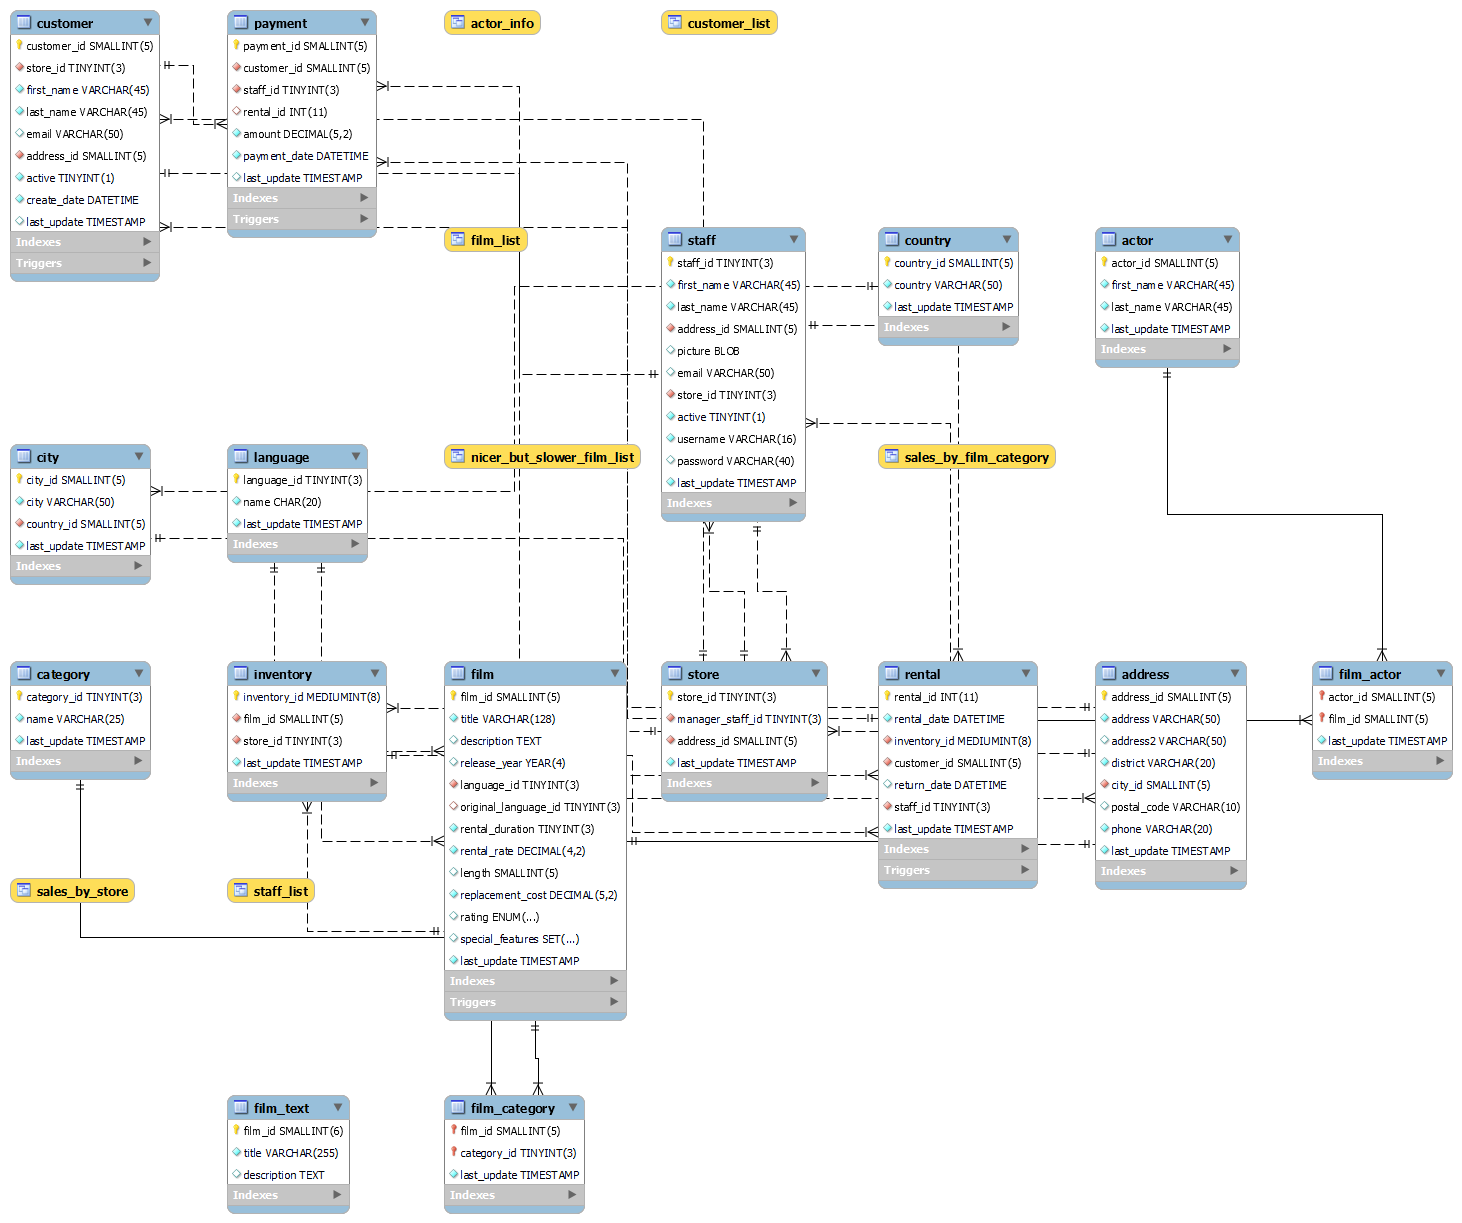 customer
customer_id SMALLINT(5)
store_id TINYINT(3)
first_name VARCHAR(45)
last_name VARCHAR(45)
email VARCHAR(50)
address_id SMALLINT(5)
active TINYINT(1)
create_date DATETIME
last_update TIMESTAMP
Indexes
Triggers
payment
payment_id SMALLINT(5)
customer_id SMALLINT(5)
staff_id TINYINT(3)
rental_id INT(11)
amount DECIMAL(5,2)
payment_date DATETIME
last_update TIMESTAMP
Indexes
Triggers
actor_info
customer_list
film_list
staff
staff_id TINYINT(3)
first_name VARCHAR(45)
last_name VARCHAR(45)
address_id SMALLINT(5)
picture BLOB
email VARCHAR(50)
store_id TINYINT(3)
active TINYINT(1)
username VARCHAR(16)
password VARCHAR(40)
last_update TIMESTAMP
Indexes
country
country_id SMALLINT(5)
country VARCHAR(50)
last_update TIMESTAMP
Indexes
actor
actor_id SMALLINT(5)
first_name VARCHAR(45)
last_name VARCHAR(45)
last_update TIMESTAMP
Indexes
city
city_id SMALLINT(5)
city VARCHAR(50)
country_id SMALLINT(5)
last_update TIMESTAMP
Indexes
language
language_id TINYINT(3)
name CHAR(20)
last_update TIMESTAMP
Indexes
nicer_but_slower_film_list
sales_by_film_category
category
category_id TINYINT(3)
name VARCHAR(25)
last_update TIMESTAMP
Indexes
inventory
inventory_id MEDIUMINT(8)
film_id SMALLINT(5)
store_id TINYINT(3)
last_update TIMESTAMP
Indexes
film
film_id SMALLINT(5)
title VARCHAR(128)
description TEXT
release_year YEAR(4)
language_id TINYINT(3)
original_language_id TINYINT(3)
rental_duration TINYINT(3)
rental_rate DECIMAL(4,2)
length SMALLINT(5)
replacement_cost DECIMAL(5,2)
rating ENUM(...)
special_features SET(...)
last_update TIMESTAMP
Indexes
Triggers
store
store_id TINYINT(3)
manager_staff_id TINYINT(3)
address_id SMALLINT(5)
last_update TIMESTAMP
Indexes
rental
rental_id INT(11)
rental_date DATETIME
inventory_id MEDIUMINT(8)
customer_id SMALLINT(5)
return_date DATETIME
staff_id TINYINT(3)
last_update TIMESTAMP
Indexes
Triggers
address
address_id SMALLINT(5)
address VARCHAR(50)
address2 VARCHAR(50)
district VARCHAR(20)
city_id SMALLINT(5)
postal_code VARCHAR(10)
phone VARCHAR(20)
last_update TIMESTAMP
Indexes
film_actor
actor_id SMALLINT(5)
film_id SMALLINT(5)
last_update TIMESTAMP
Indexes
sales_by_store
staff_list
film_text
film_id SMALLINT(6)
title VARCHAR(255)
description TEXT
Indexes
film_category
film_id SMALLINT(5)
category_id TINYINT(3)
last_update TIMESTAMP
Indexes